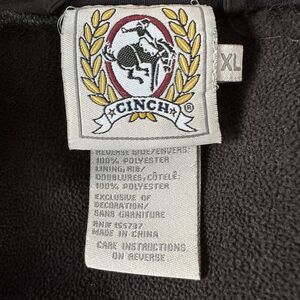 CINCH
®
XL
REVERSE SIDE/ENVERS:
100% POLYESTER
LINING, RIB/
DOUBLURES, CÔTELÉ:
100% POLYESTER
EXCLUSIVE OF
DECORATION/
SANS GARNITURE
RN# 155737
MADE IN CHINA
CARE INSTRUCTIONS
ON REVERSE